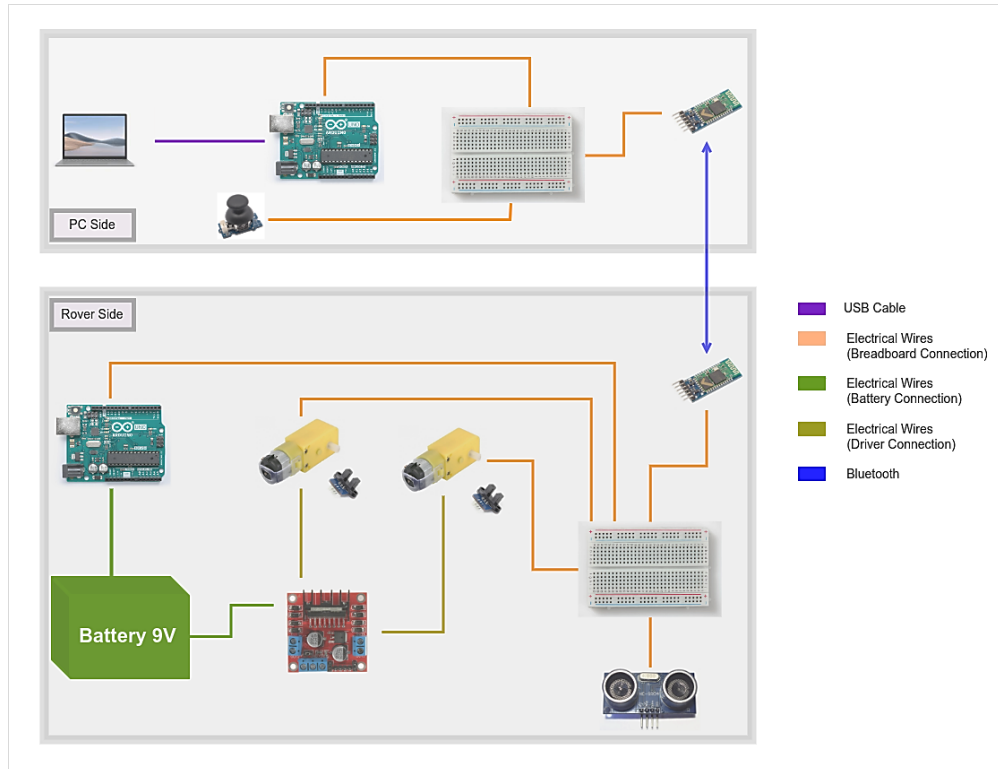 PC Side
Rover Side
Battery 9V
USB Cable
Electrical Wires
(Breadboard Connection)
Electrical Wires
(Battery Connection)
Electrical Wires
(Driver Connection)
Bluetooth